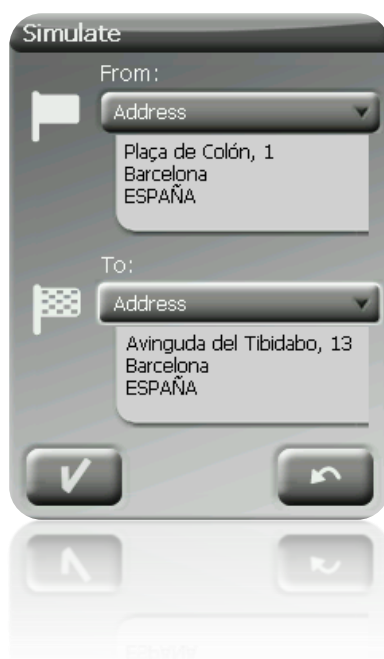 Simulate
From:
Address
Plaça de Colón, 1
Barcelona
ESPAÑA
To:
Address
Avinguda del Tibidabo, 13
Barcelona
ESPAÑA